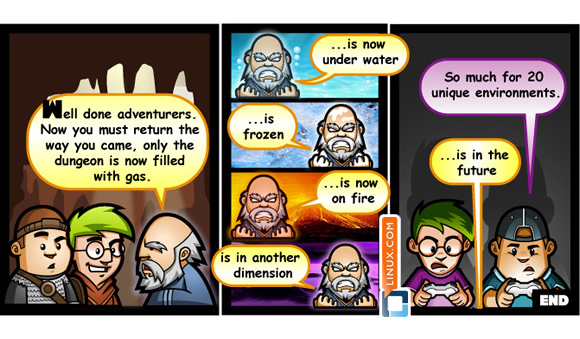 Well done adventurers.
Now you must return the
way you came, only the
dungeon is now filled
with gas.
...is now
under water
...is
frozen
...is now
on fire
is in another
dimension
LINUX.COM
So much for 20
unique environments.
...is in the
future
END